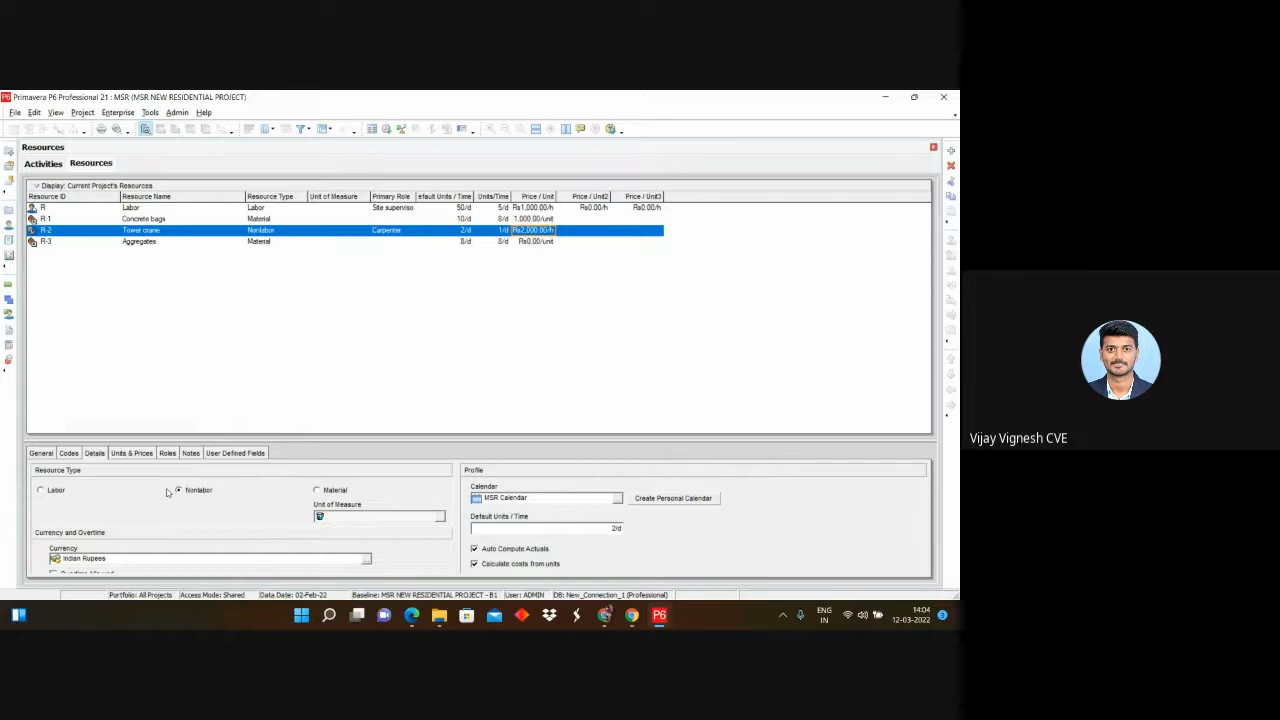 P6 Primavera P6 Professional 21 : MSR (MSR NEW RESIDENTIAL PROJECT)
File Edit View Project Enterprise Tools Admin Help
Resources
Activities Resources
Display: Current Project's Resources
Resource ID Resource Name Resource Type Unit of Measure Primary Role efault Units / Time Units/Time Price / Unit Price / Unit2 Price / Unit3
R Labor Labor Site superviso 50/d 5/d Rs1,000.00/h Rs0.00/h Rs0.00/h
R-1 Concrete bags Material 10/d 8/d 1,000.00/unit
R-2 Tower crane Nonlabor Carpenter 2/d 1/d Rs2,000.00/h
R-3 Aggregates Material 8/d 8/d Rs0.00/unit
Vijay Vignesh CVE
General Codes Details Units & Prices Roles Notes User Defined Fields
Resource Type Profile
Labor Nonlabor Material
Calendar
MSR Calendar Create Personal Calendar
Unit of Measure
Default Units / Time
2/d
Currency and Overtime
Currency
Indian Rupees ...
Auto Compute Actuals
Calculate costs from units
Overtime Allowed
Portfolio: All Projects Access Mode: Shared Data Date: 02-Feb-22 Baseline: MSR NEW RESIDENTIAL PROJECT - B1 User: ADMIN DB: New_Connection_1 (Professional)
P6
ENG
IN
14:04
12-03-2022
3